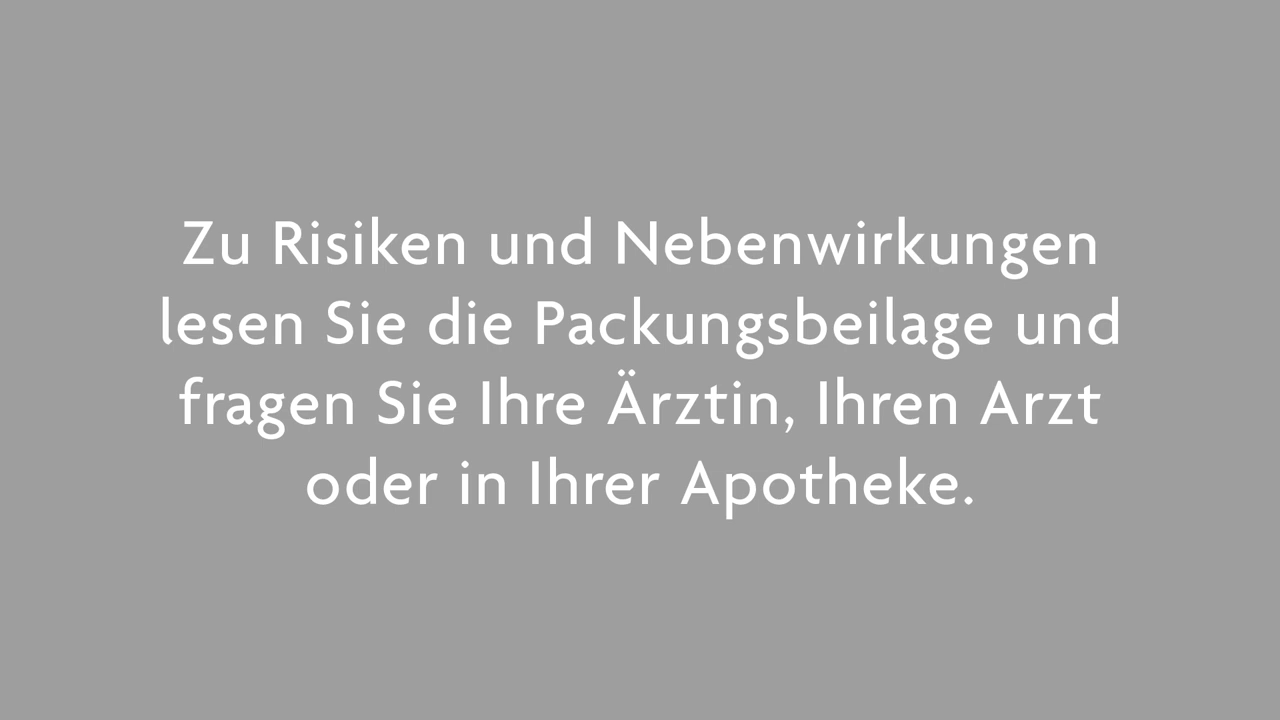 Zu Risiken und Nebenwirkungen
lesen Sie die Packungsbeilage und
fragen Sie Ihre Ärztin, Ihren Arzt
oder in Ihrer Apotheke.